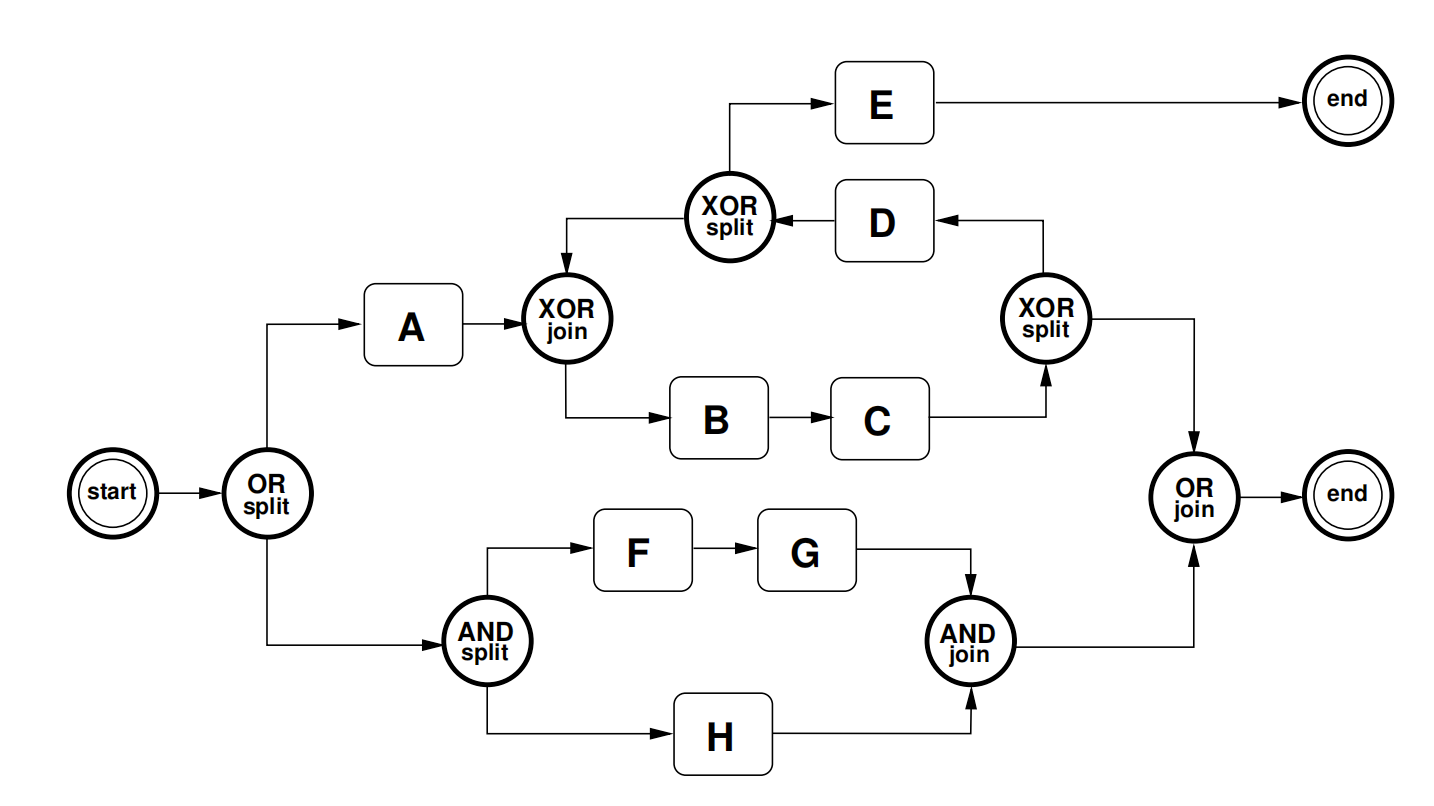 E
end
XOR
split
D
A
XOR
join
XOR
split
B
C
start
OR
split
OR
join
end
F
G
AND
split
AND
join
H